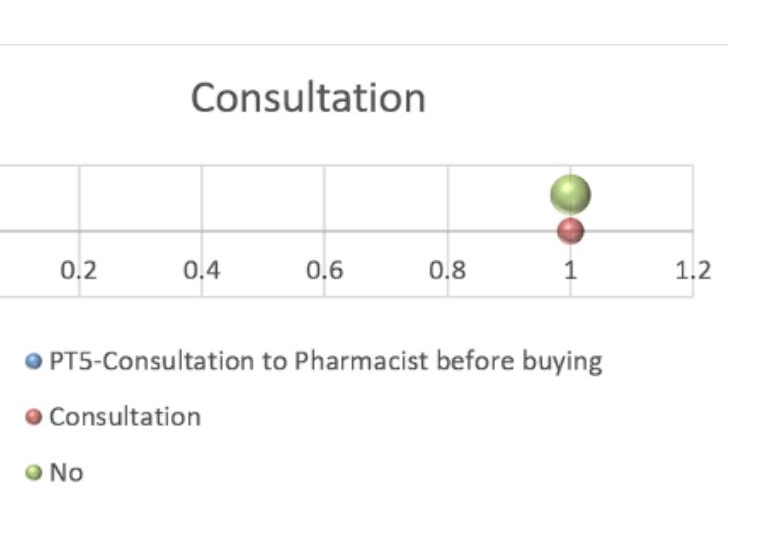 Consultation
0.2 0.4 0.6 0.8 1 1.2
PT5-Consultation to Pharmacist before buying
Consultation
No